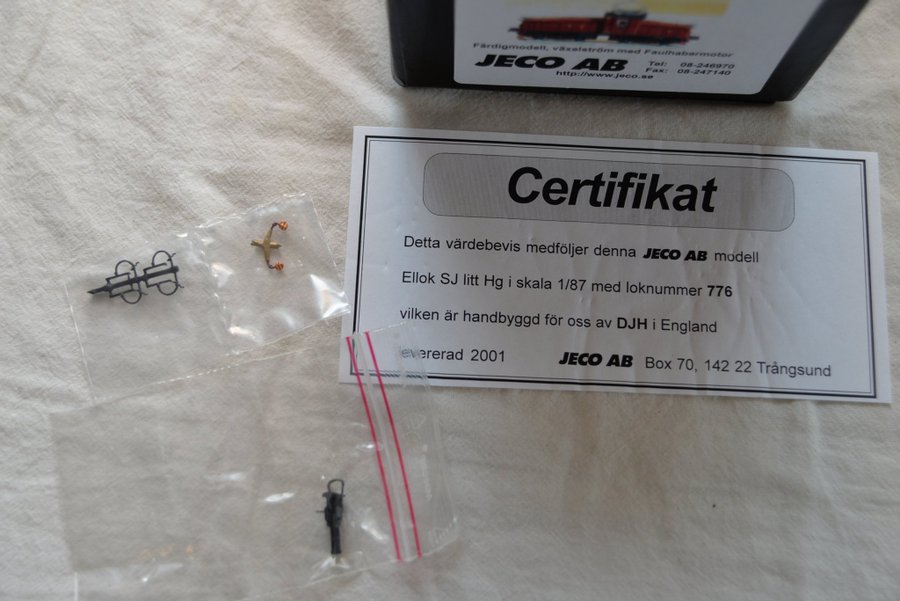 Färdigmodell, växelström med Faulhabermotor
JECO AB Tel: 08-246970
Fax: 08-247140
http://www.jeco.se
Certifikat
Detta värdebevis medföljer denna JECO AB modell
Ellok SJ litt Hg i skala 1/87 med loknummer 776
vilken är handbyggd för oss av DJH i England
levererad 2001 JECO AB Box 70, 142 22 Trångsund